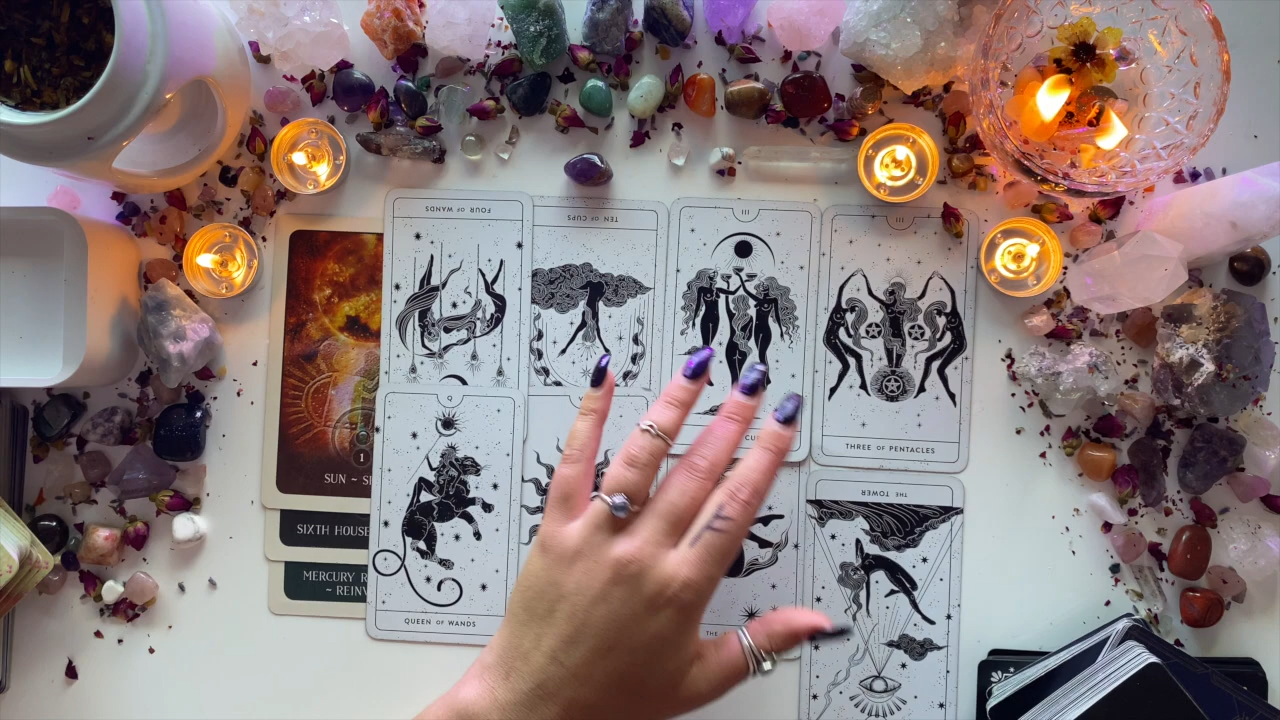 FOUR OF WANDS
TEN OF CUPS
III
III
THREE OF PENTACLES
THE TOWER
QUEEN OF WANDS
THE
1
SUN ~
SIXTH HOUSE
MERCURY